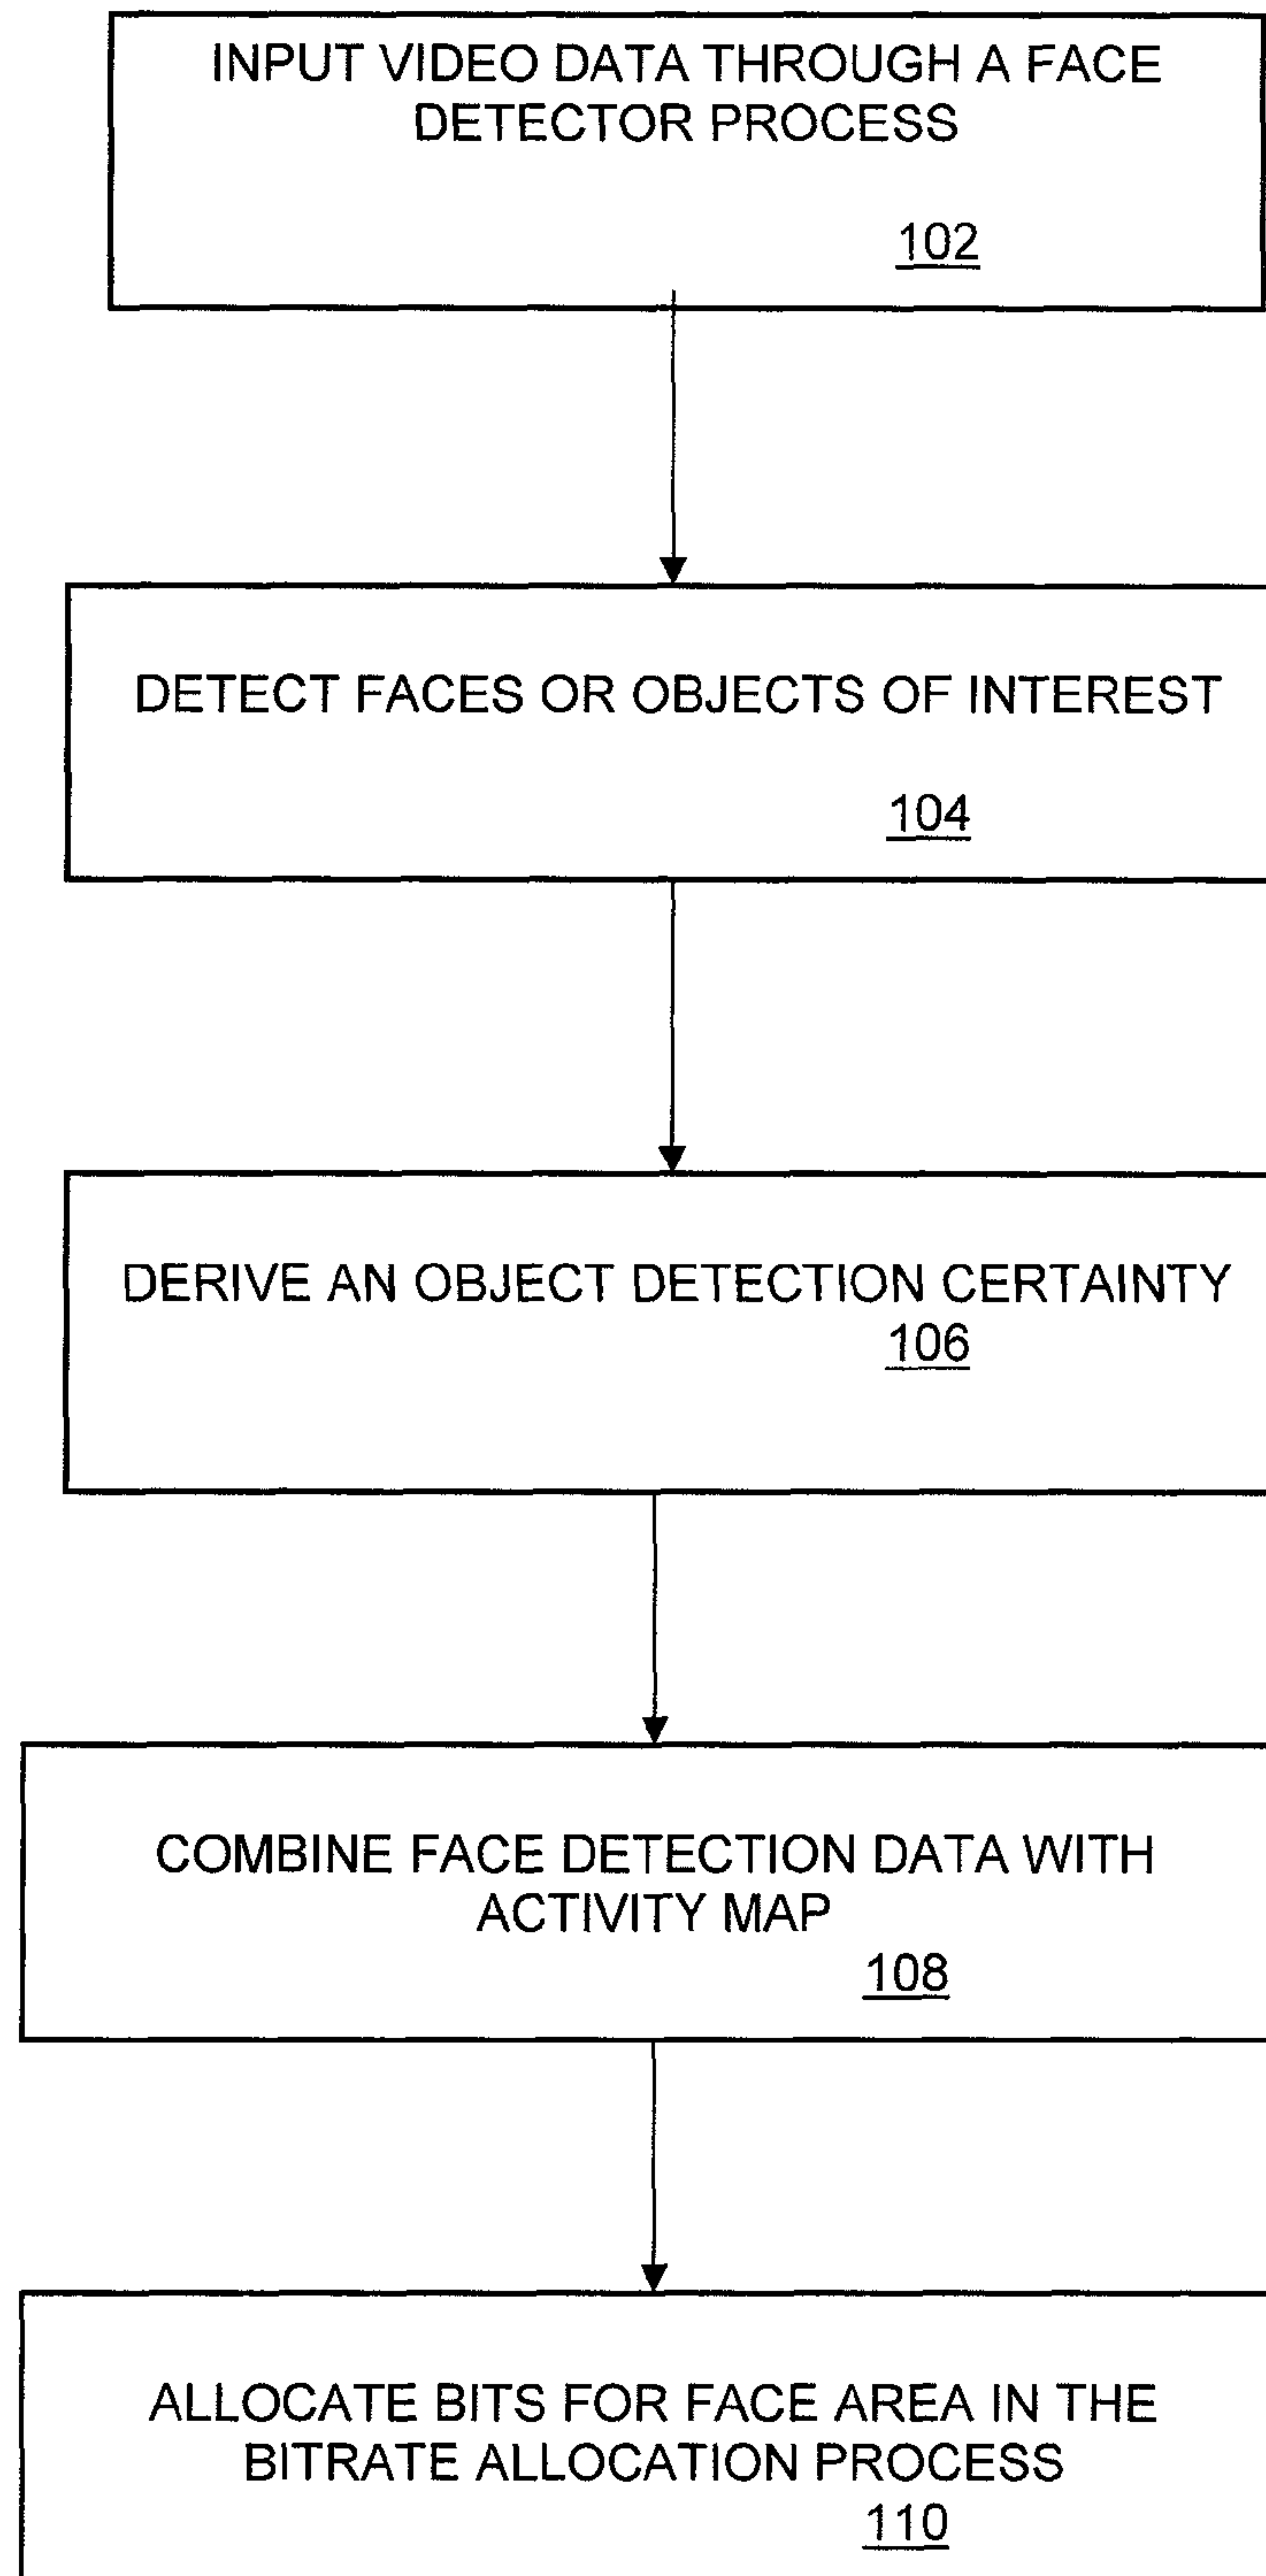 INPUT VIDEO DATA THROUGH A FACE
DETECTOR PROCESS
102
DETECT FACES OR OBJECTS OF INTEREST
104
DERIVE AN OBJECT DETECTION CERTAINTY
106
COMBINE FACE DETECTION DATA WITH
ACTIVITY MAP
108
ALLOCATE BITS FOR FACE AREA IN THE
BITRATE ALLOCATION PROCESS
110